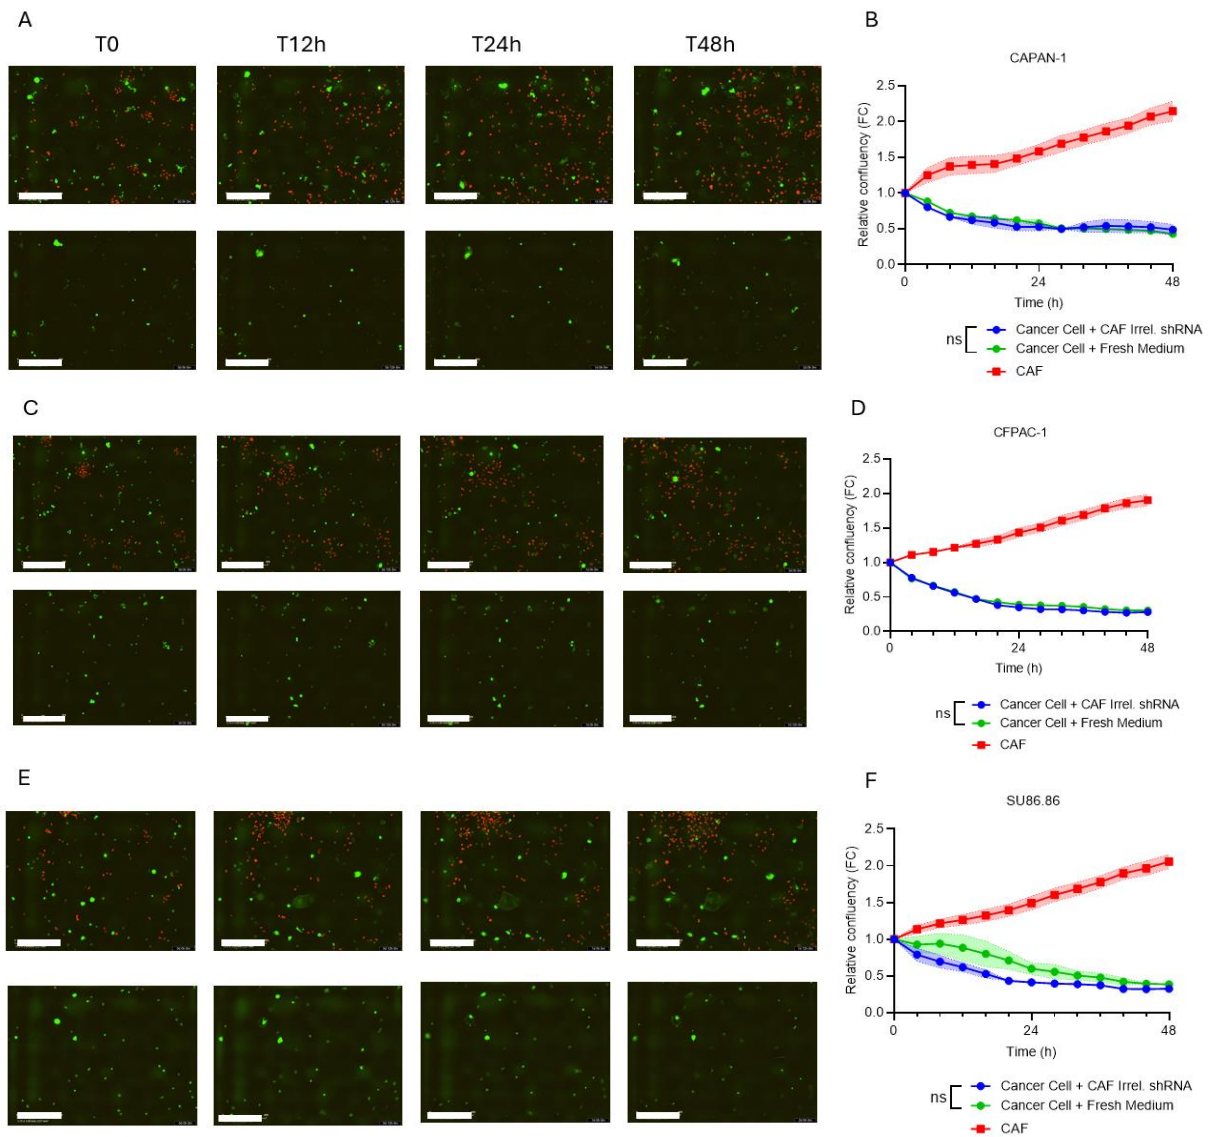 A
T0 T12h T24h T48h
B
CAPAN-1
Relative confluency (FC)
2.5
2.0
1.5
1.0
0.5
0.0
0 24 48
Time (h)
ns
Cancer Cell + CAF Irrel. shRNA
Cancer Cell + Fresh Medium
CAF
C
D
CFPAC-1
Relative confluency (FC)
2.5
2.0
1.5
1.0
0.5
0.0
0 24 48
Time (h)
ns
Cancer Cell + CAF Irrel. shRNA
Cancer Cell + Fresh Medium
CAF
E
F
SU86.86
Relative confluency (FC)
2.5
2.0
1.5
1.0
0.5
0.0
0 24 48
Time (h)
ns
Cancer Cell + CAF Irrel. shRNA
Cancer Cell + Fresh Medium
CAF